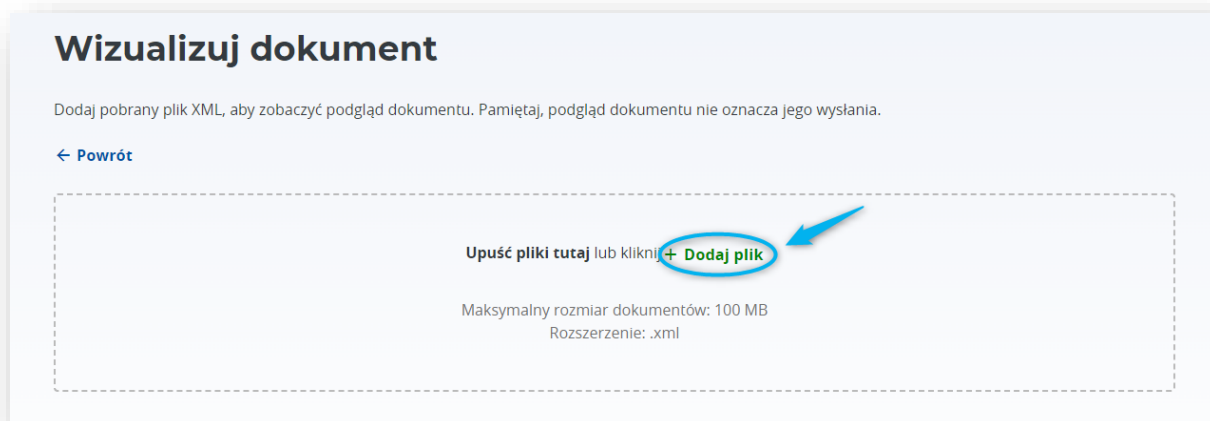 Wizualizuj dokument
Dodaj pobrany plik XML, aby zobaczyć podgląd dokumentu. Pamiętaj, podgląd dokumentu nie oznacza jego wysłania.
← Powrót
Upuść pliki tutaj lub kliknij + Dodaj plik
Maksymalny rozmiar dokumentów: 100 MB
Rozszerzenie: .xml